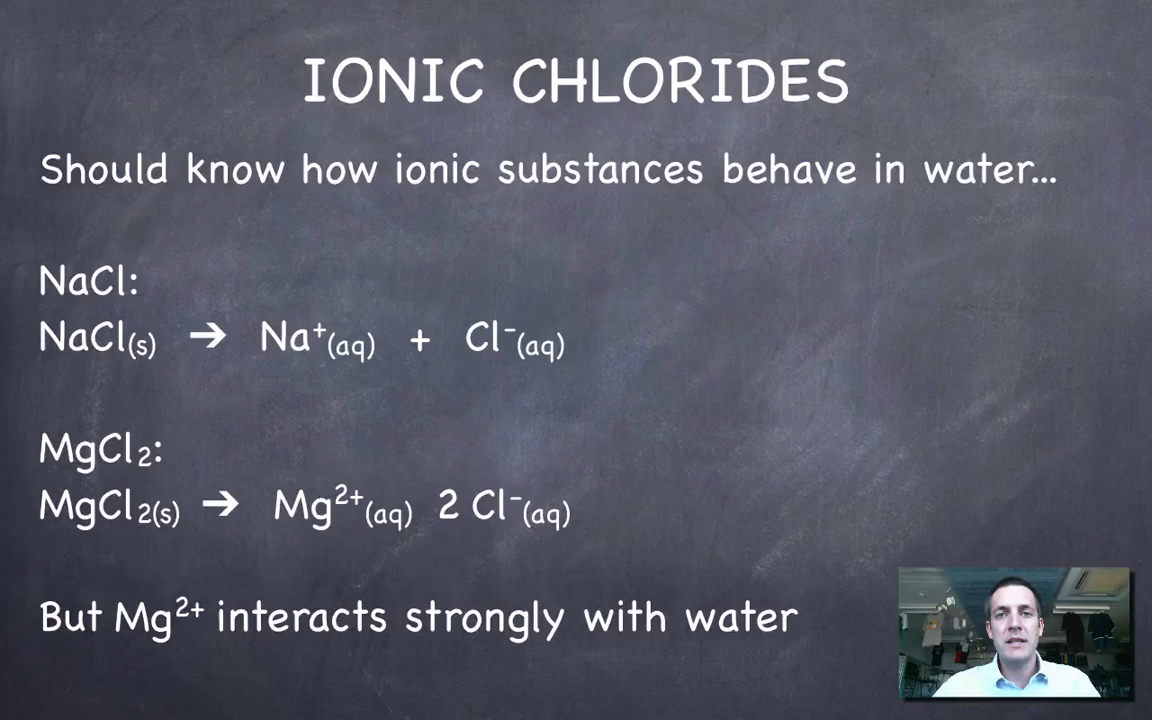 IONIC CHLORIDES
Should know how ionic substances behave in water...
NaCl:
NaCl(s) → Na⁺(aq) + Cl⁻(aq)
MgCl₂:
MgCl₂(s) → Mg²⁺(aq) 2 Cl⁻(aq)
But Mg²⁺ interacts strongly with water